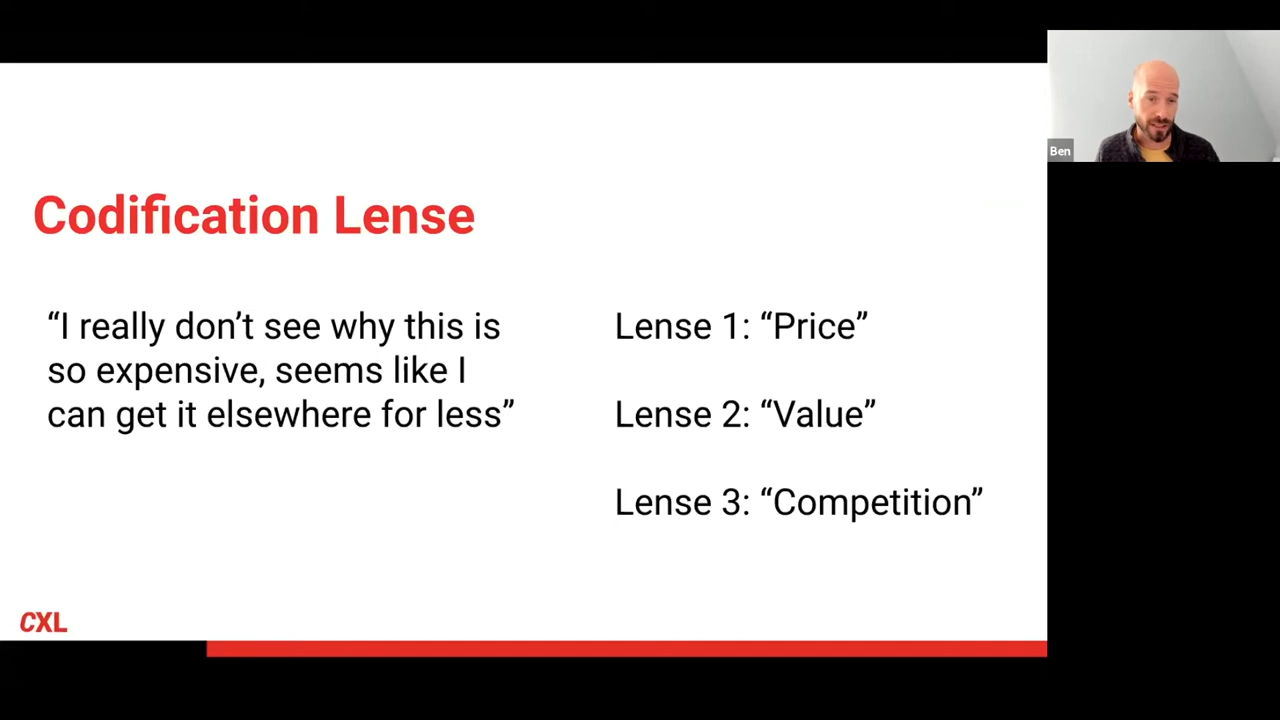 Codification Lense
“I really don’t see why this is
so expensive, seems like I
can get it elsewhere for less”
Lense 1: “Price”
Lense 2: “Value”
Lense 3: “Competition”
CXL
Ben